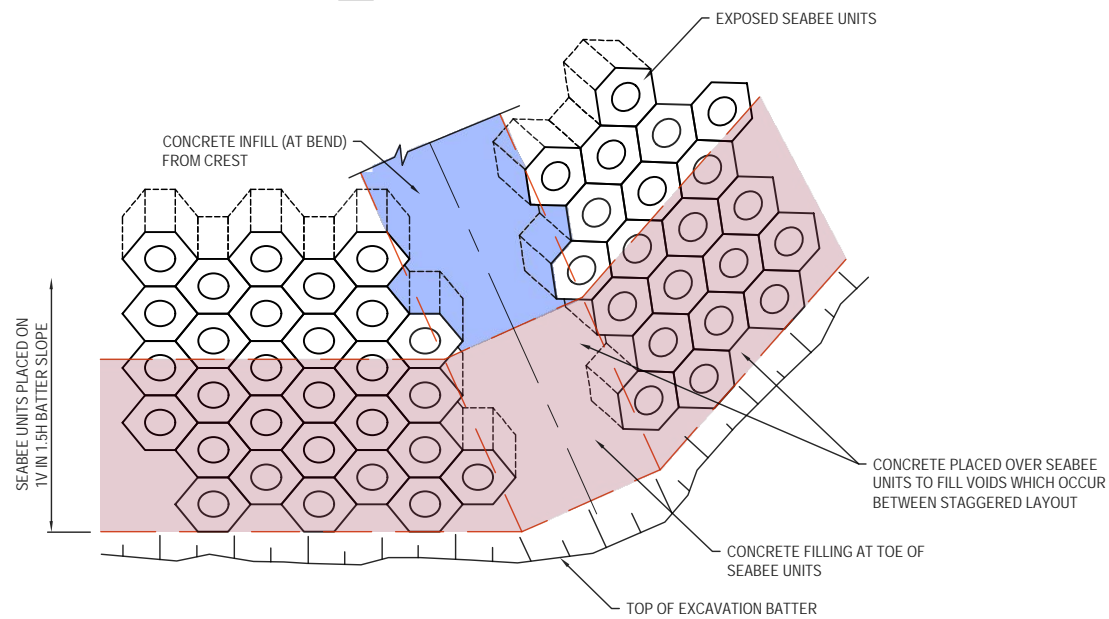 EXPOSED SEABEE UNITS
CONCRETE INFILL (AT BEND)
FROM CREST
SEABEE UNITS PLACED ON
1V IN 1.5H BATTER SLOPE
CONCRETE PLACED OVER SEABEE
UNITS TO FILL VOIDS WHICH OCCUR
BETWEEN STAGGERED LAYOUT
CONCRETE FILLING AT TOE OF
SEABEE UNITS
TOP OF EXCAVATION BATTER